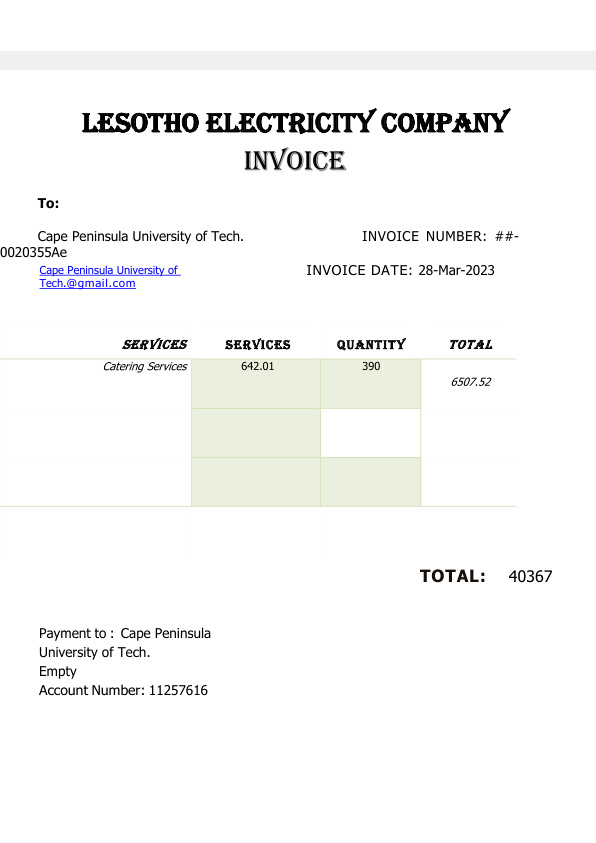 LESOTHO ELECTRICITY COMPANY
INVOICE
To:
Cape Peninsula University of Tech. INVOICE NUMBER: ##-
0020355Ae
Cape Peninsula University of
Tech.@gmail.com
INVOICE DATE: 28-Mar-2023
SERVICES SERVICES QUANTITY TOTAL
Catering Services 642.01 390
6507.52
TOTAL: 40367
Payment to : Cape Peninsula
University of Tech.
Empty
Account Number: 11257616